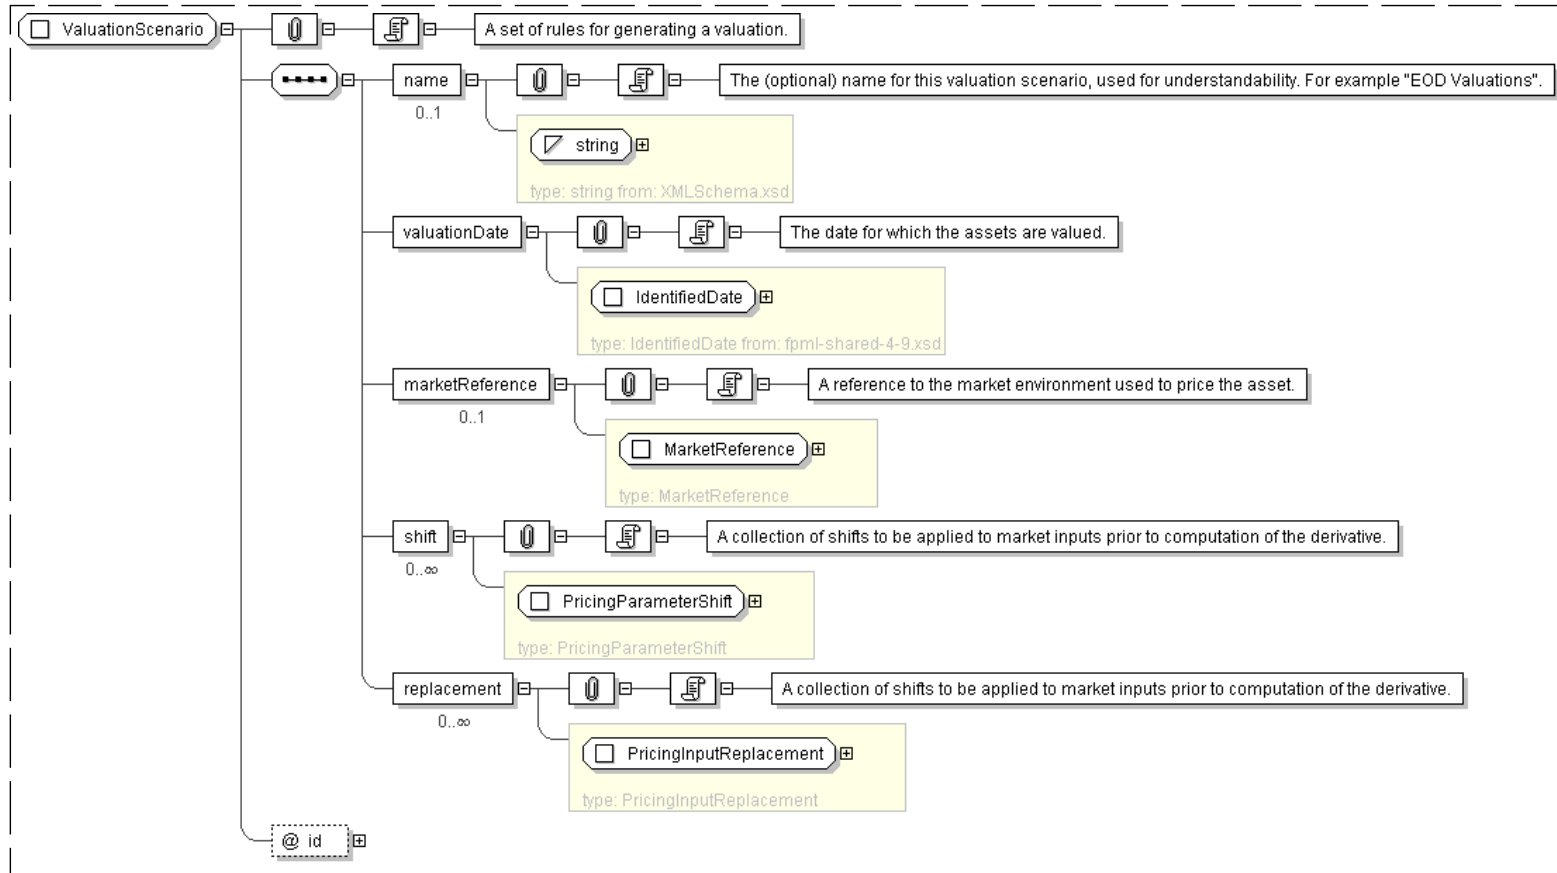 ValuationScenario
A set of rules for generating a valuation.
name
The (optional) name for this valuation scenario, used for understandability. For example "EOD Valuations".
0..1
string
type: string from: XMLSchema.xsd
valuationDate
The date for which the assets are valued.
IdentifiedDate
type: IdentifiedDate from: fpml-shared-4-9.xsd
marketReference
A reference to the market environment used to price the asset.
0..1
MarketReference
type: MarketReference
shift
A collection of shifts to be applied to market inputs prior to computation of the derivative.
0..∞
PricingParameterShift
type: PricingParameterShift
replacement
A collection of shifts to be applied to market inputs prior to computation of the derivative.
0..∞
PricingInputReplacement
type: PricingInputReplacement
@ id